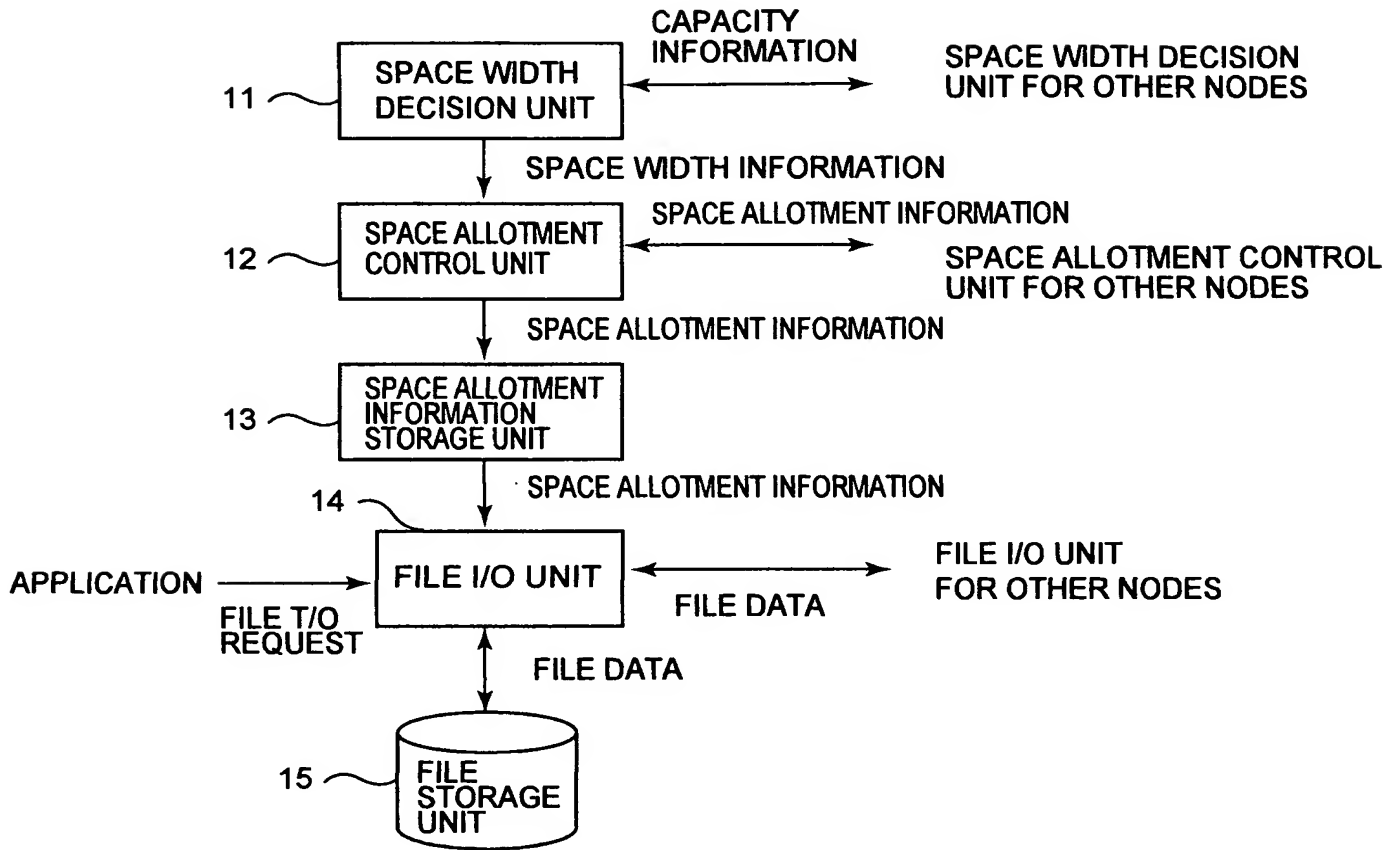 CAPACITY
INFORMATION
SPACE WIDTH
DECISION UNIT
SPACE WIDTH DECISION
UNIT FOR OTHER NODES
11
SPACE WIDTH INFORMATION
SPACE ALLOTMENT INFORMATION
SPACE ALLOTMENT
CONTROL UNIT
12
SPACE ALLOTMENT CONTROL
UNIT FOR OTHER NODES
SPACE ALLOTMENT INFORMATION
SPACE ALLOTMENT
INFORMATION
STORAGE UNIT
13
SPACE ALLOTMENT INFORMATION
14
FILE I/O UNIT
FILE I/O UNIT
FOR OTHER NODES
APPLICATION
FILE T/O
REQUEST
FILE DATA
FILE DATA
15
FILE
STORAGE
UNIT